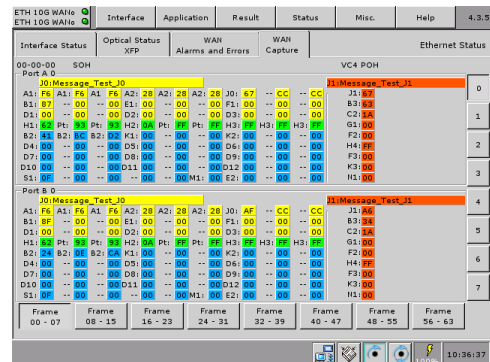 ETH 10G WANo Interface Application Result Status Misc. Help 4.3.5
ETH 10G WANo
Interface Status Optical Status XFP WAN Alarms and Errors WAN Capture Ethernet Status
00-00-00 SOH VC4 POH
Port A 0
J0:Message_Test_J0 J1:Message_Test_J1
A1: F6 A1: F6 A1 F6 A2: 28 A2: 28 A2: 28 J0: 67 -- CC -- CC J1: 67
B1: 87 -- 00 -- 00 E1: 00 -- 00 -- 00 F1: 00 -- 00 -- 00 B3: 63
D1: 00 -- 00 -- 00 D2: 00 -- 00 -- 00 D3: 00 -- 00 -- 00 C2: 1A
H1: 62 Pt: 93 Pt: 93 H2: 0A Pt: FF Pt: FF H3: FF H3: FF H3: FF G1: 00
B2: 41 B2: BC B2: D2 K1: 00 -- 00 -- 00 K2: 00 -- 00 -- 00 F2: 00
D4: 00 -- 00 -- 00 D5: 00 -- 00 -- 00 D6: 00 -- 00 -- 00 H4: FF
D7: 00 -- 00 -- 00 D8: 00 -- 00 -- 00 D9: 00 -- 00 -- 00 F3: 00
D10 00 -- 00 -- 00 D11 00 -- 00 -- 00 D12 00 -- 00 -- 00 K3: 00
S1: 0F -- 00 -- 00 -- 00 -- 00 M1: 00 E2: 00 -- 00 -- 00 N1: 00
Port B 0
J0:Message_Test_J0 J1:Message_Test_J1
A1: F6 A1: F6 A1 F6 A2: 28 A2: 28 A2: 28 J0: AF -- CC -- CC J1: A6
B1: 8F -- 00 -- 00 E1: 00 -- 00 -- 00 F1: 00 -- 00 -- 00 B3: 34
D1: 00 -- 00 -- 00 D2: 00 -- 00 -- 00 D3: 00 -- 00 -- 00 C2: 1A
H1: 62 Pt: 93 Pt: 93 H2: 0A Pt: FF Pt: FF H3: FF H3: FF H3: FF G1: 00
B2: 24 B2: 0E B2: CA K1: 00 -- 00 -- 00 K2: 00 -- 00 -- 00 F2: 00
D4: 00 -- 00 -- 00 D5: 00 -- 00 -- 00 D6: 00 -- 00 -- 00 H4: FF
D7: 00 -- 00 -- 00 D8: 00 -- 00 -- 00 D9: 00 -- 00 -- 00 F3: 00
D10 00 -- 00 -- 00 D11 00 -- 00 -- 00 D12 00 -- 00 -- 00 K3: 00
S1: 0F -- 00 -- 00 -- 00 -- 00 M1: 00 E2: 00 -- 00 -- 00 N1: 00
0
1
2
3
4
5
6
7
Frame 00 - 07 Frame 08 - 15 Frame 16 - 23 Frame 24 - 31 Frame 32 - 39 Frame 40 - 47 Frame 48 - 55 Frame 56 - 63
100% 10:36:37